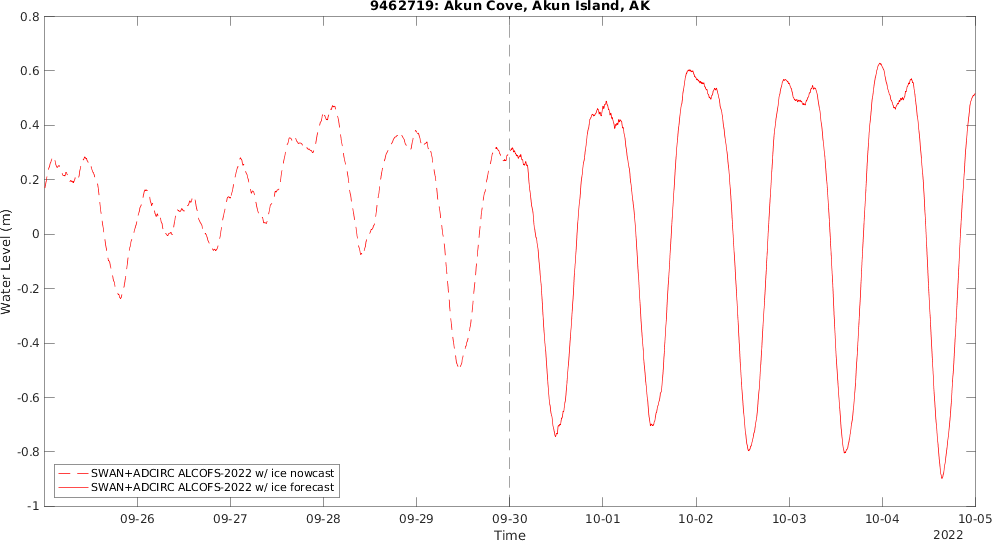 9462719: Akun Cove, Akun Island, AK
0.8
0.6
0.4
0.2
0
-0.2
-0.4
-0.6
-0.8
-1
Water Level (m)
SWAN+ADCIRC ALCOFS-2022 w/ ice nowcast
SWAN+ADCIRC ALCOFS-2022 w/ ice forecast
09-26 09-27 09-28 09-29 09-30 10-01 10-02 10-03 10-04 10-05
Time
2022